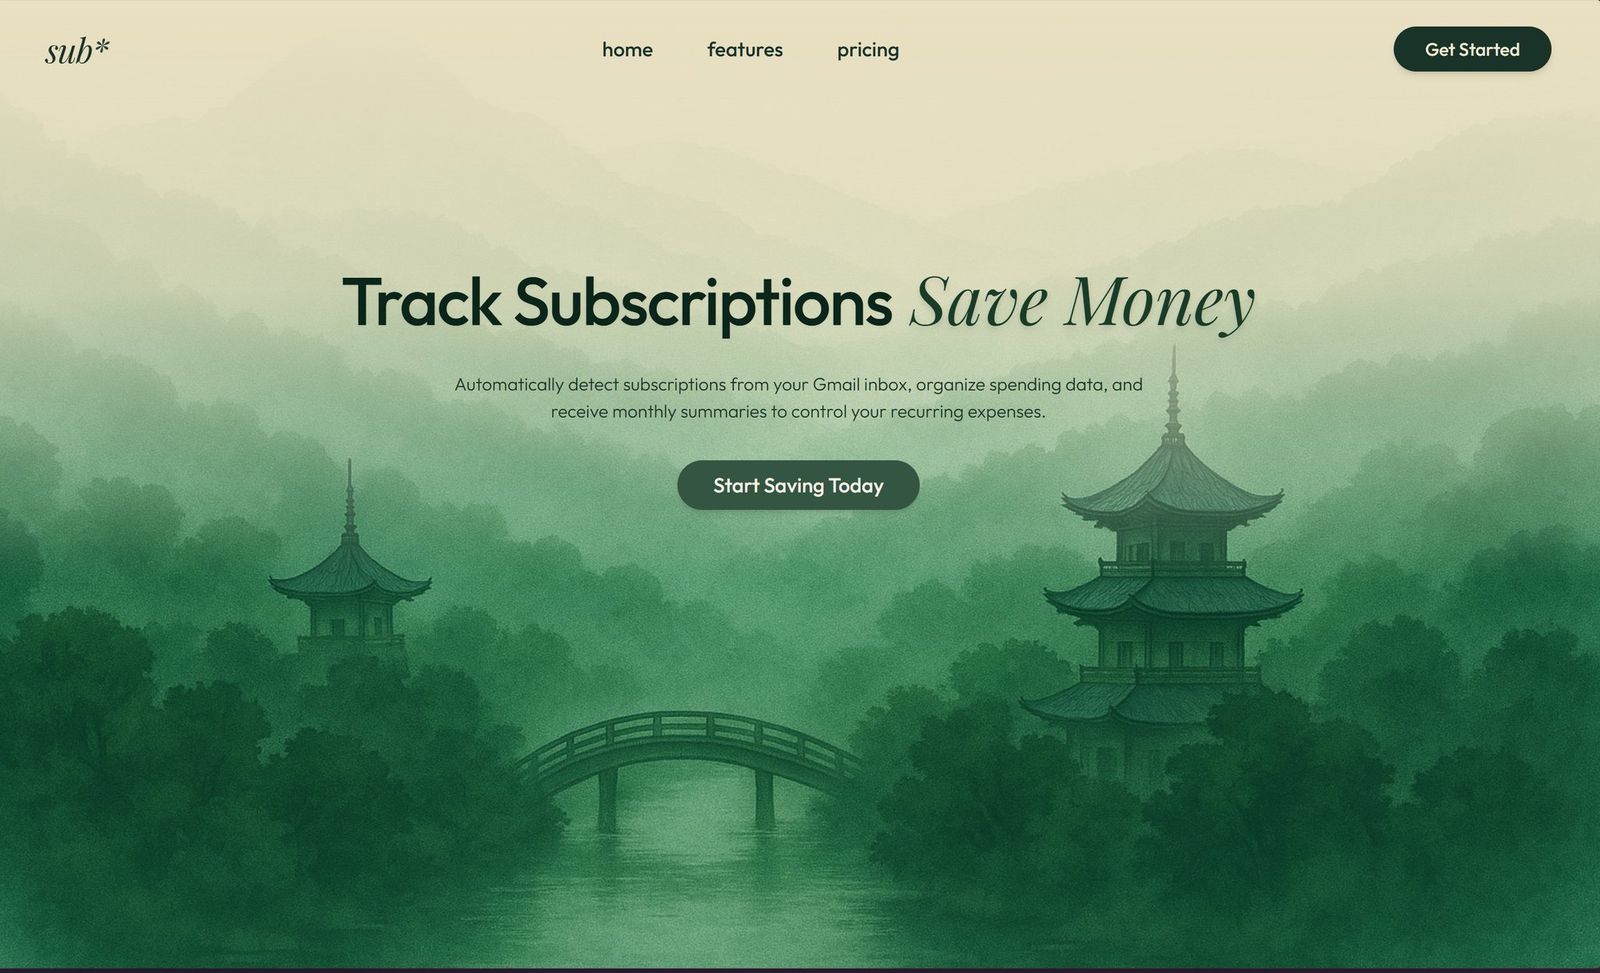 sub*
home features pricing
Get Started
Track Subscriptions Save Money
Automatically detect subscriptions from your Gmail inbox, organize spending data, and
receive monthly summaries to control your recurring expenses.
Start Saving Today